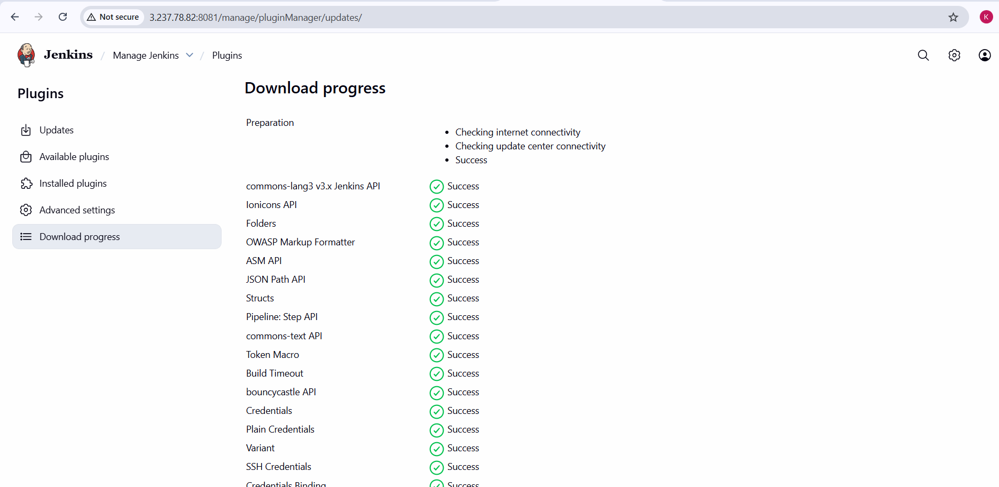 Not secure 3.237.78.82:8081/manage/pluginManager/updates/ K
Jenkins / Manage Jenkins / Plugins
Plugins
Updates
Available plugins
Installed plugins
Advanced settings
Download progress
Download progress
Preparation
• Checking internet connectivity
• Checking update center connectivity
• Success
commons-lang3 v3.x Jenkins API Success
Ionicons API Success
Folders Success
OWASP Markup Formatter Success
ASM API Success
JSON Path API Success
Structs Success
Pipeline: Step API Success
commons-text API Success
Token Macro Success
Build Timeout Success
bouncycastle API Success
Credentials Success
Plain Credentials Success
Variant Success
SSH Credentials Success
Credentials Binding Success